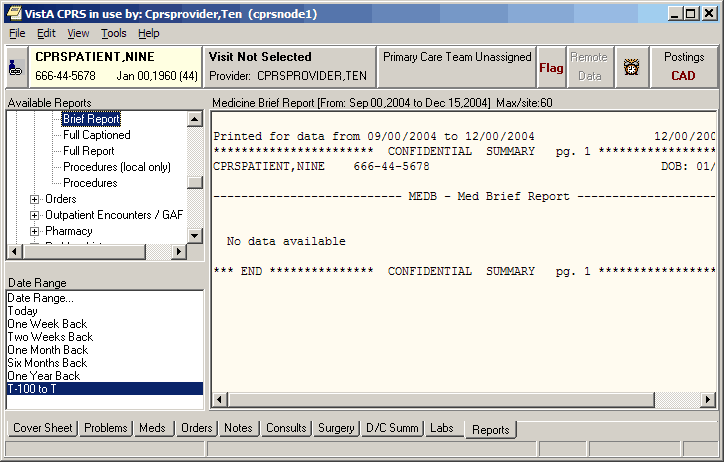 VistA CPRS in use by: Cprsprovider,Ten (cprsnode1)
File Edit View Tools Help
CPRSPATIENT,NINE
666-44-5678 Jan 00,1960 (44)
Visit Not Selected
Provider: CPRSPROVIDER,TEN
Primary Care Team Unassigned
Flag
Remote
Data
Postings
CAD
Available Reports
Brief Report
Full Captioned
Full Report
Procedures (local only)
Procedures
Orders
Outpatient Encounters / GAF
Pharmacy
Date Range
Date Range...
Today
One Week Back
Two Weeks Back
One Month Back
Six Months Back
One Year Back
T-100 to T
Medicine Brief Report [From: Sep 00,2004 to Dec 15,2004] Max/site:60
Printed for data from 09/00/2004 to 12/00/2004 12/00/200
*********************** CONFIDENTIAL SUMMARY pg. 1 *****************
CPRSPATIENT,NINE 666-44-5678 DOB: 01/
--------------------------- MEDB - Med Brief Report --------------------
No data available
*** END *************** CONFIDENTIAL SUMMARY pg. 1 *****************
Cover Sheet Problems Meds Orders Notes Consults Surgery D/C Summ Labs Reports